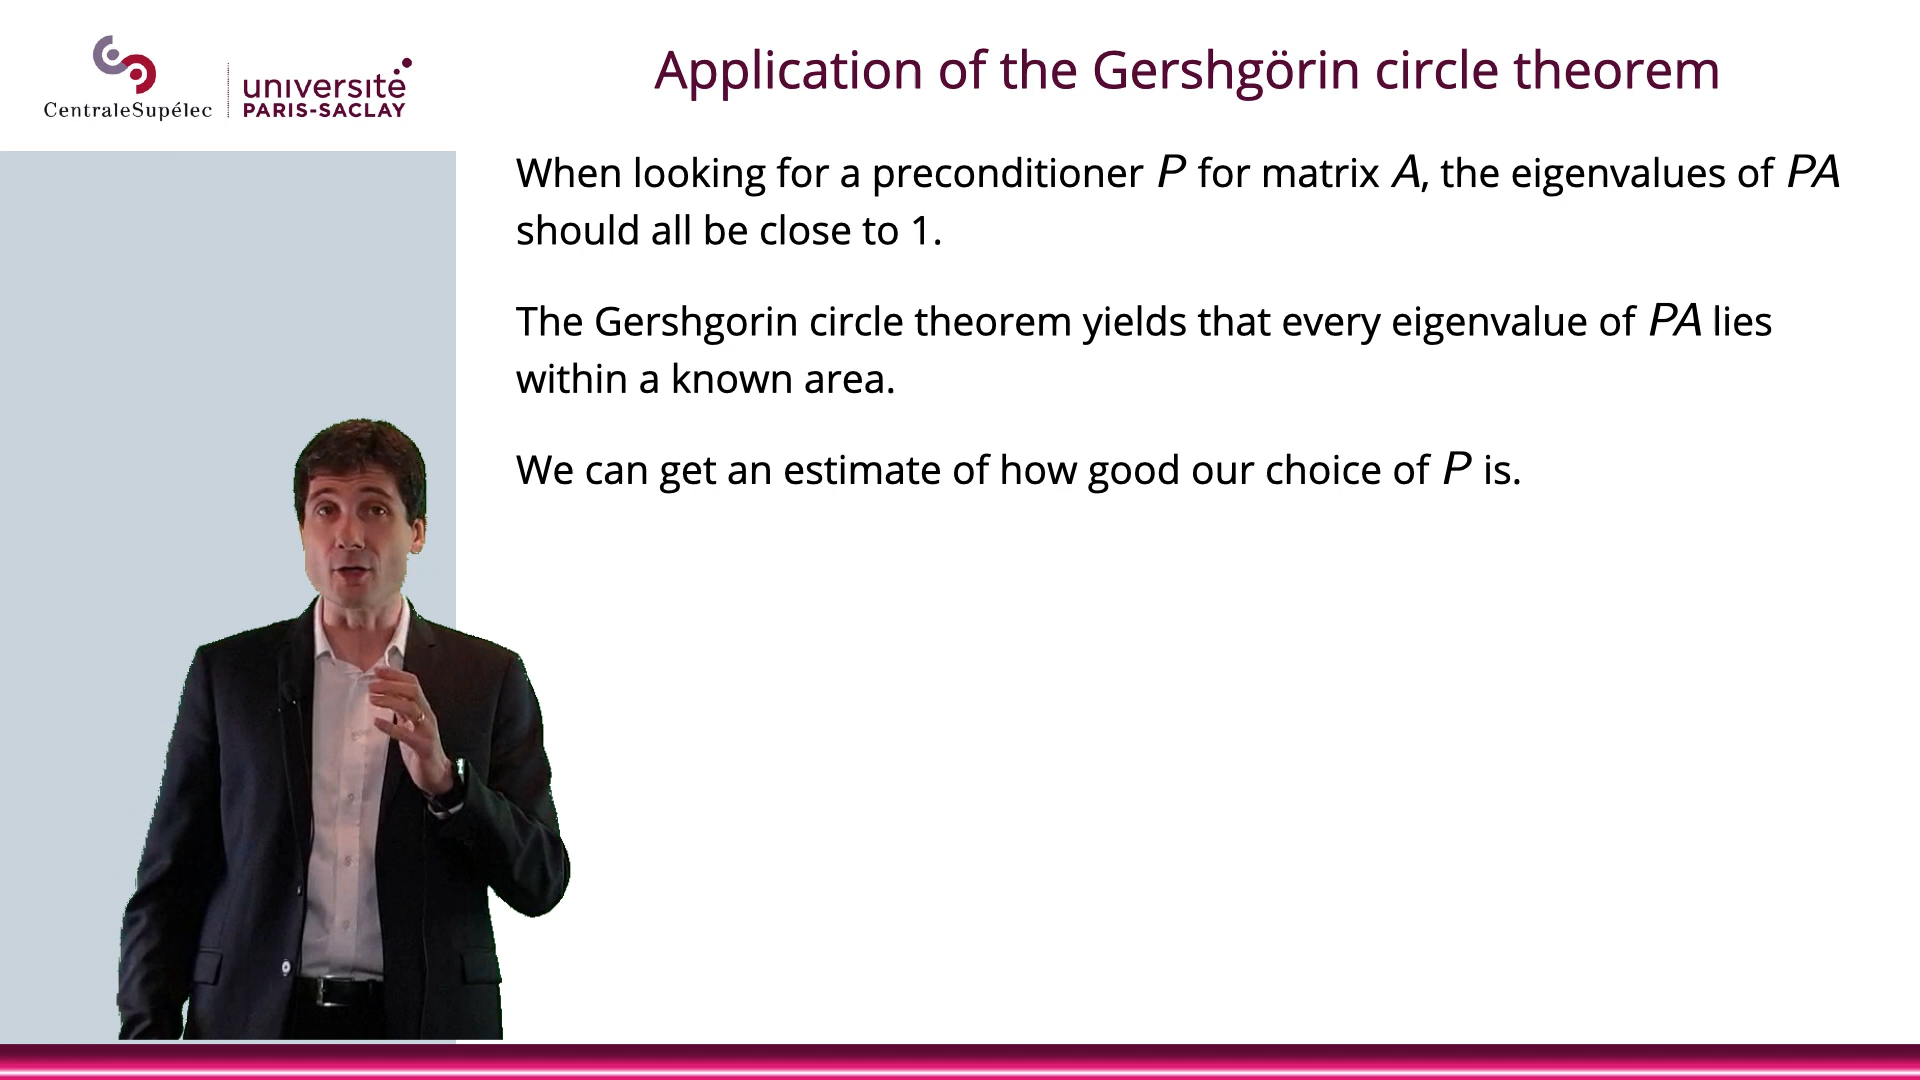 CentraleSupélec
université
PARIS-SACLAY
Application of the Gershgörin circle theorem
When looking for a preconditioner P for matrix A, the eigenvalues of PA
should all be close to 1.
The Gershgorin circle theorem yields that every eigenvalue of PA lies
within a known area.
We can get an estimate of how good our choice of P is.